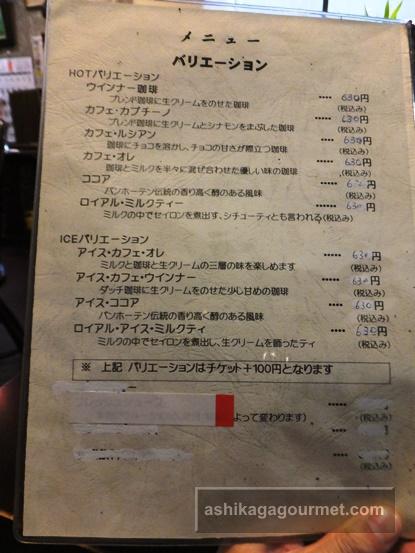 メニュー
バリエーション
HOTバリエーション
ウインナー珈琲 ···· 630円
ブレンド珈琲に生クリームをのせた珈琲 (税込み)
カフェ・カプチーノ ···· 630円
ブレンド珈琲に生クリームとシナモンをまぶした珈琲 (税込み)
カフェ・ルシアン ···· 630円
珈琲にチョコを溶かし、チョコの甘さが際立つ珈琲 (税込み)
カフェ・オレ ···· 630円
珈琲とミルクを半々に混ぜ合わせた優しい味の珈琲 (税込み)
ココア ···· 円
バンホーテン伝統の香り高く醇のある風味 (税込み)
ロイアル・ミルクティー ···· 630円
ミルクの中でセイロンを煮出す、シチューティとも言われる(税込み)
ICEバリエーション
アイス・カフェ・オレ ···· 630円
ミルクと珈琲と生クリームの三層の味を楽しめます (税込み)
アイス・カフェ・ウインナー ···· 630円
ダッチ珈琲に生クリームをのせた少し甘めの珈琲 (税込み)
アイス・ココア ···· 630円
バンホーテン伝統の香り高く醇のある風味 (税込み)
ロイアル・アイス・ミルクティ ···· 630円
ミルクの中でセイロンを煮出し、生クリームを飾ったティ (税込み)
※ 上記 バリエーションはチケット+100円となります
よって変わります) (税込み)
(税込み)
ashikagagourmet.com